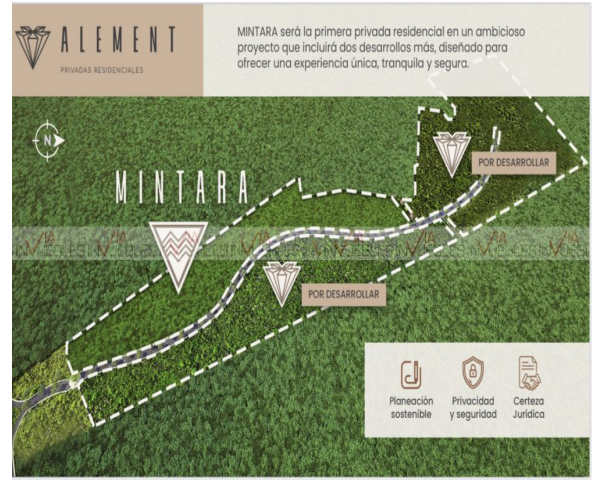 ALEMENT
PRIVADAS RESIDENCIALES
MINTARA será la primera privada residencial en un ambicioso
proyecto que incluirá dos desarrollos más, diseñado para
ofrecer una experiencia única, tranquila y segura.
N
MINTARA
POR DESARROLLAR
POR DESARROLLAR
Planeación
sostenible
Privacidad
y seguridad
Certeza
Jurídica